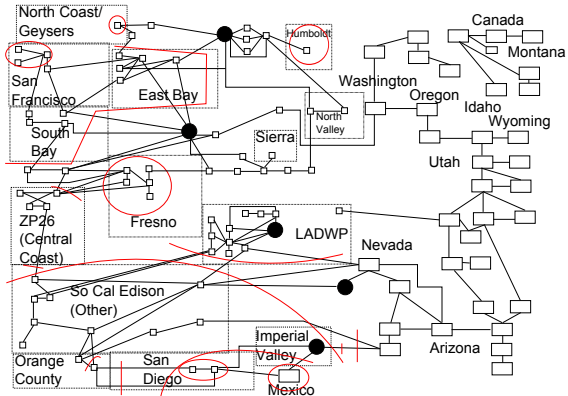 North Coast/
Geysers
Humboldt
Canada
Montana
Washington
San
Francisco
East Bay
Oregon
Idaho
Wyoming
North
Valley
South
Bay
Sierra
Utah
ZP26
(Central
Coast)
Fresno
LADWP
Nevada
So Cal Edison
(Other)
Imperial
Valley
Arizona
Orange
County
San
Diego
Mexico